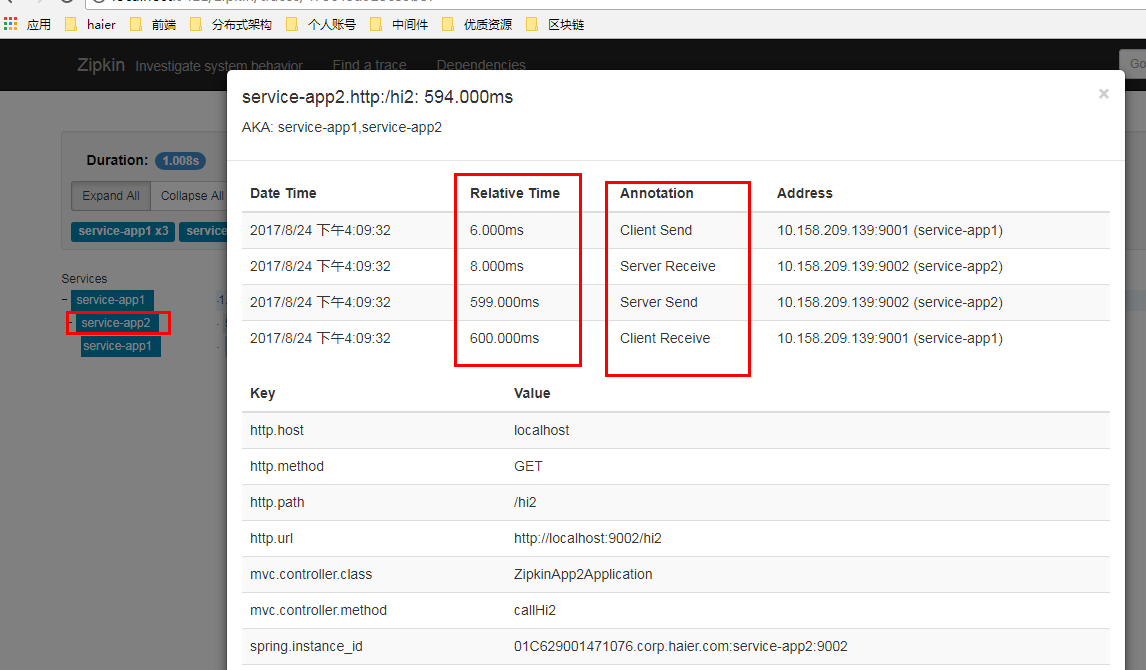 应用 haier 前端 分布式架构 个人账号 中间件 优质资源 区块链
Zipkin Investigate system behavior Find a trace Dependencies Go
service-app2.http:/hi2: 594.000ms ×
AKA: service-app1,service-app2
Duration: 1.008s
Expand All Collapse All
service-app1 x3
Services
- service-app1
- service-app2
service-app1
Date Time Relative Time Annotation Address
2017/8/24 下午4:09:32 6.000ms Client Send 10.158.209.139:9001 (service-app1)
2017/8/24 下午4:09:32 8.000ms Server Receive 10.158.209.139:9002 (service-app2)
2017/8/24 下午4:09:32 599.000ms Server Send 10.158.209.139:9002 (service-app2)
2017/8/24 下午4:09:32 600.000ms Client Receive 10.158.209.139:9001 (service-app1)
Key Value
http.host localhost
http.method GET
http.path /hi2
http.url http://localhost:9002/hi2
mvc.controller.class ZipkinApp2Application
mvc.controller.method callHi2
spring.instance_id 01C629001471076.corp.haier.com:service-app2:9002